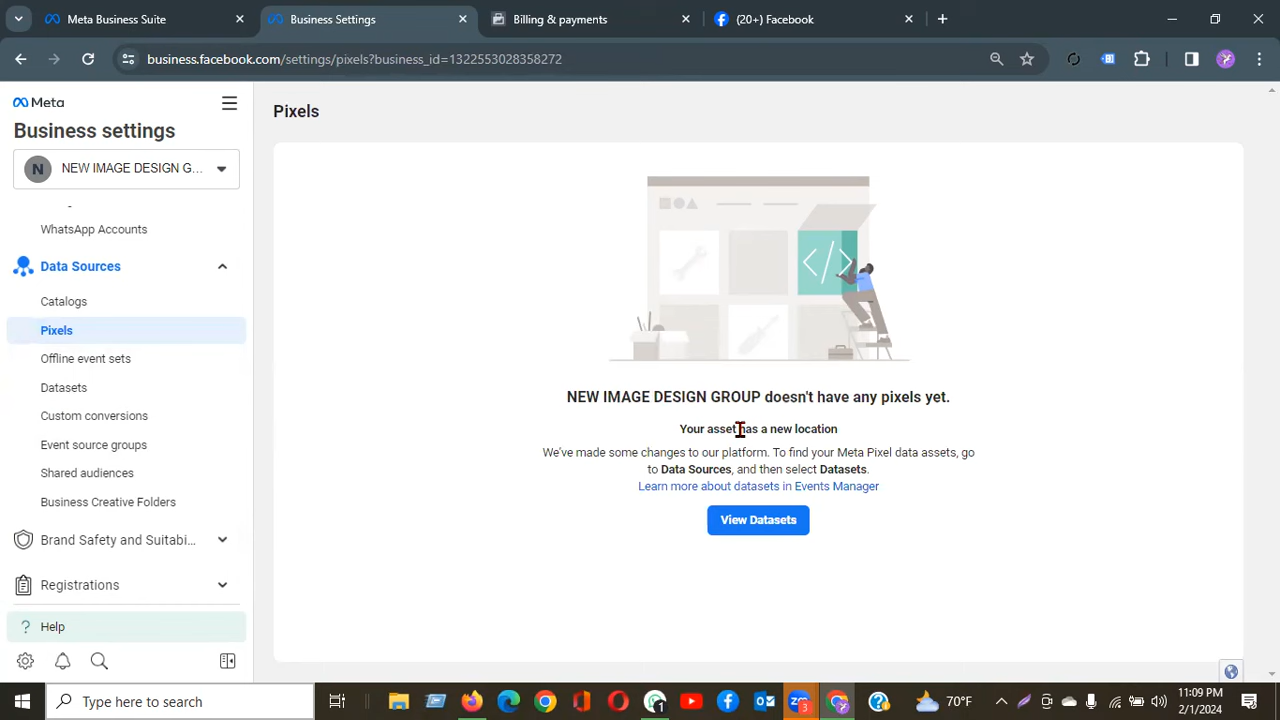 Meta Business Suite
Business Settings
Billing & payments
(20+) Facebook
business.facebook.com/settings/pixels?business_id=1322553028358272
Meta
Business settings
N NEW IMAGE DESIGN G...
WhatsApp Accounts
Data Sources
Catalogs
Pixels
Offline event sets
Datasets
Custom conversions
Event source groups
Shared audiences
Business Creative Folders
Brand Safety and Suitabi...
Registrations
? Help
Pixels
</>
NEW IMAGE DESIGN GROUP doesn't have any pixels yet.
Your asset has a new location
We've made some changes to our platform. To find your Meta Pixel data assets, go
to Data Sources, and then select Datasets.
Learn more about datasets in Events Manager
View Datasets
Type here to search
1
3
70°F
11:09 PM
2/1/2024